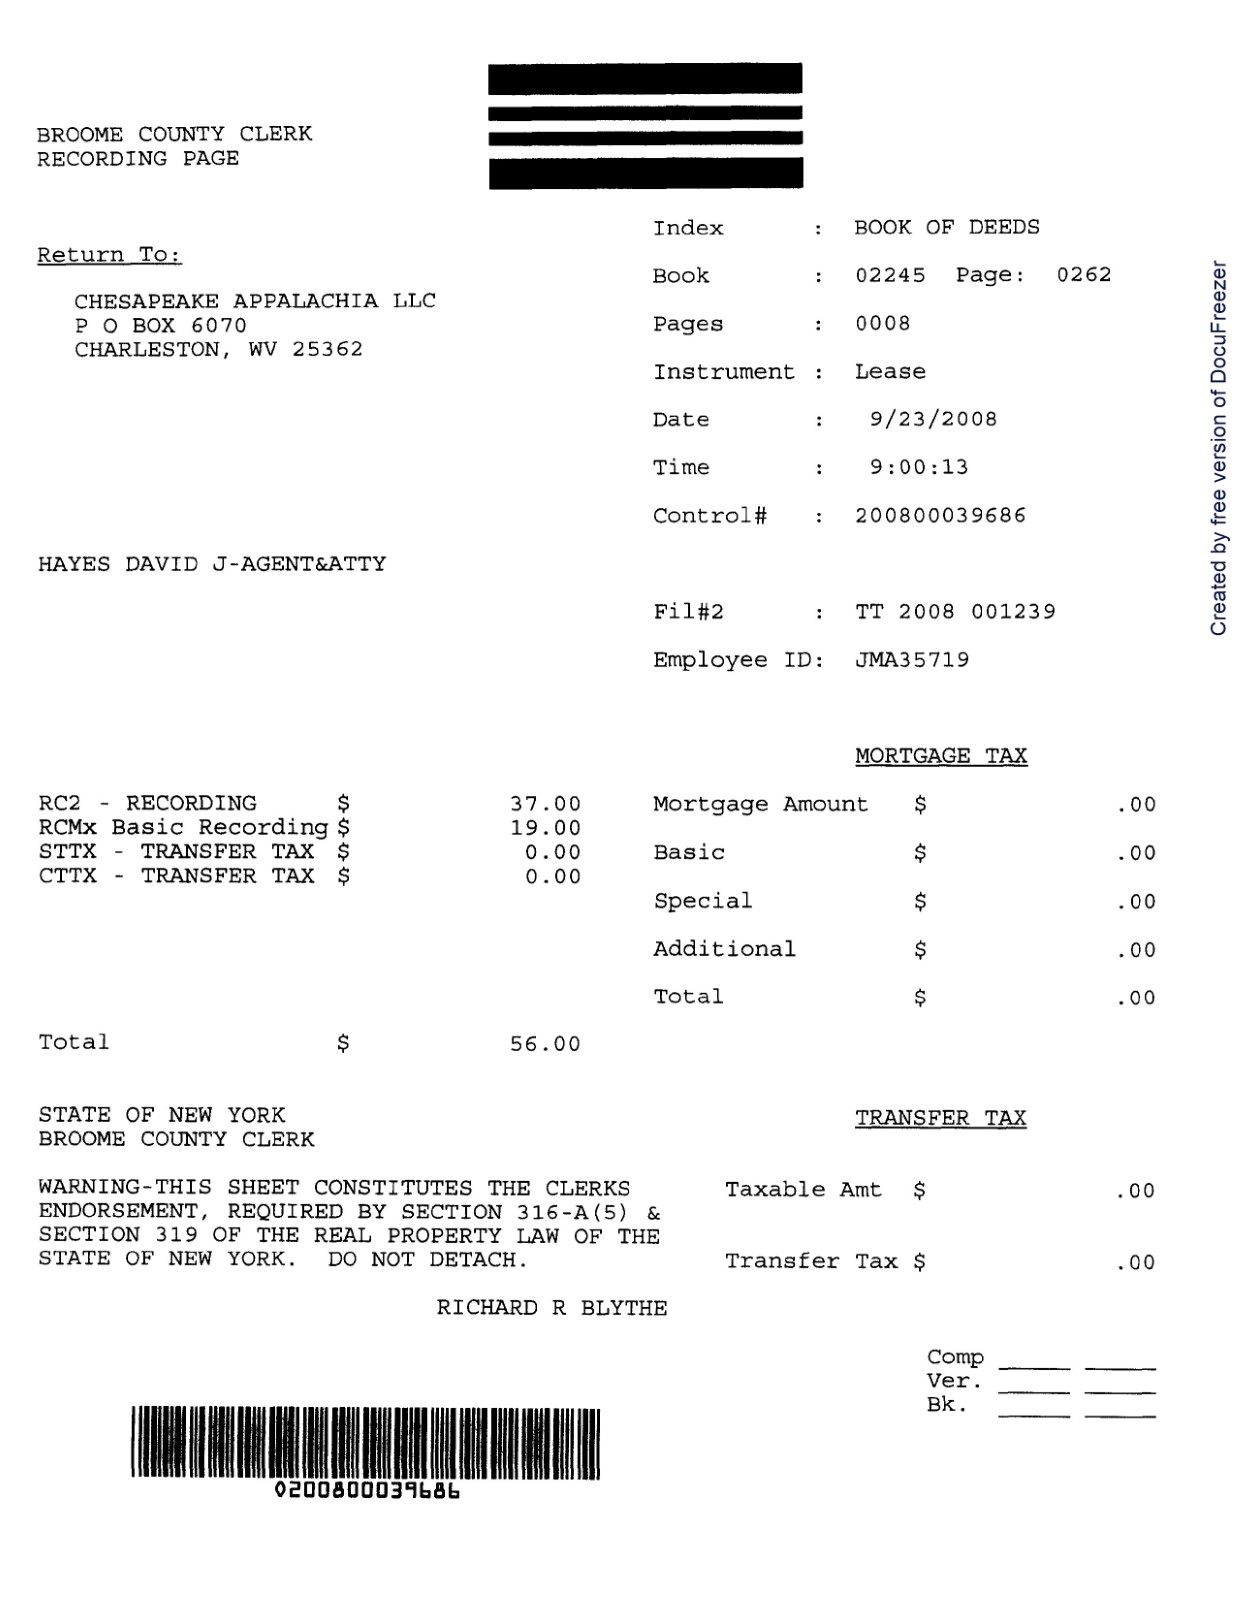 BROOME COUNTY CLERK
RECORDING PAGE
Return To:
CHESAPEAKE APPALACHIA LLC
P O BOX 6070
CHARLESTON, WV 25362
HAYES DAVID J-AGENT&ATTY
Index : BOOK OF DEEDS
Book : 02245 Page: 0262
Pages : 0008
Instrument : Lease
Date : 9/23/2008
Time : 9:00:13
Control# : 200800039686
Fil#2 : TT 2008 001239
Employee ID: JMA35719
RC2 - RECORDING $ 37.00
RCMx Basic Recording $ 19.00
STTX - TRANSFER TAX $ 0.00
CTTX - TRANSFER TAX $ 0.00
Total $ 56.00
MORTGAGE TAX
Mortgage Amount $ .00
Basic $ .00
Special $ .00
Additional $ .00
Total $ .00
STATE OF NEW YORK
BROOME COUNTY CLERK
WARNING-THIS SHEET CONSTITUTES THE CLERKS
ENDORSEMENT, REQUIRED BY SECTION 316-A(5) &
SECTION 319 OF THE REAL PROPERTY LAW OF THE
STATE OF NEW YORK. DO NOT DETACH.
RICHARD R BLYTHE
TRANSFER TAX
Taxable Amt $ .00
Transfer Tax $ .00
Comp
Ver.
Bk.
0200800039686
Created by free version of DocuFreezer